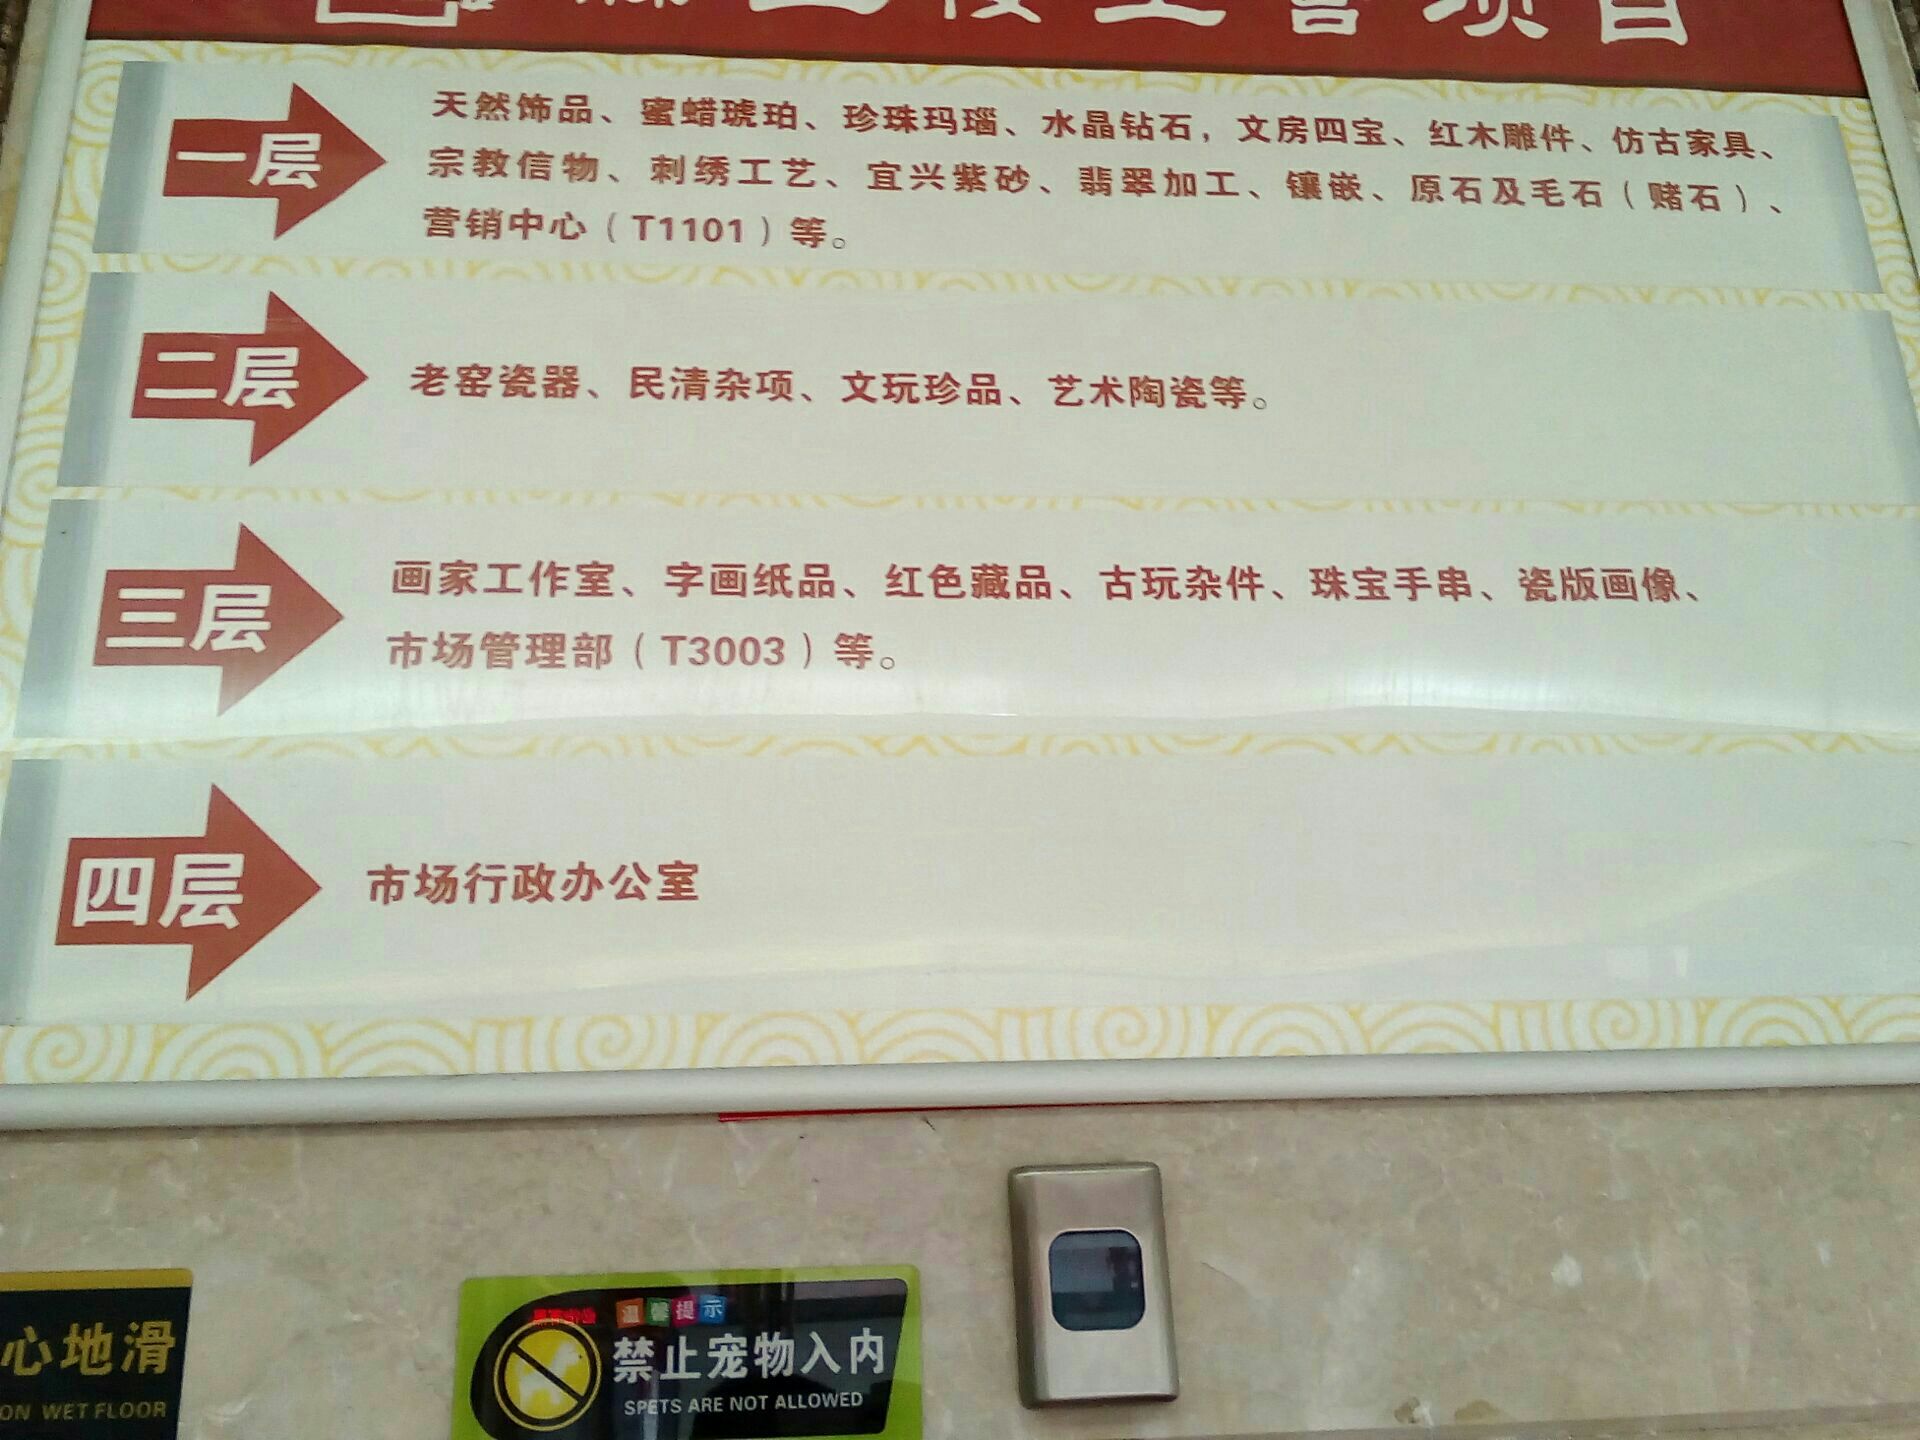 主营项目
一层
天然饰品、蜜蜡琥珀、珍珠玛瑙、水晶钻石，文房四宝、红木雕件、仿古家具、
宗教信物、刺绣工艺、宜兴紫砂、翡翠加工、镶嵌、原石及毛石（赌石）、
营销中心（T1101）等。
二层
老窑瓷器、民清杂项、文玩珍品、艺术陶瓷等。
三层
画家工作室、字画纸品、红色藏品、古玩杂件、珠宝手串、瓷版画像、
市场管理部（T3003）等。
四层
市场行政办公室
心地滑
ON WET FLOOR
温馨提示
禁止宠物入内
SPETS ARE NOT ALLOWED